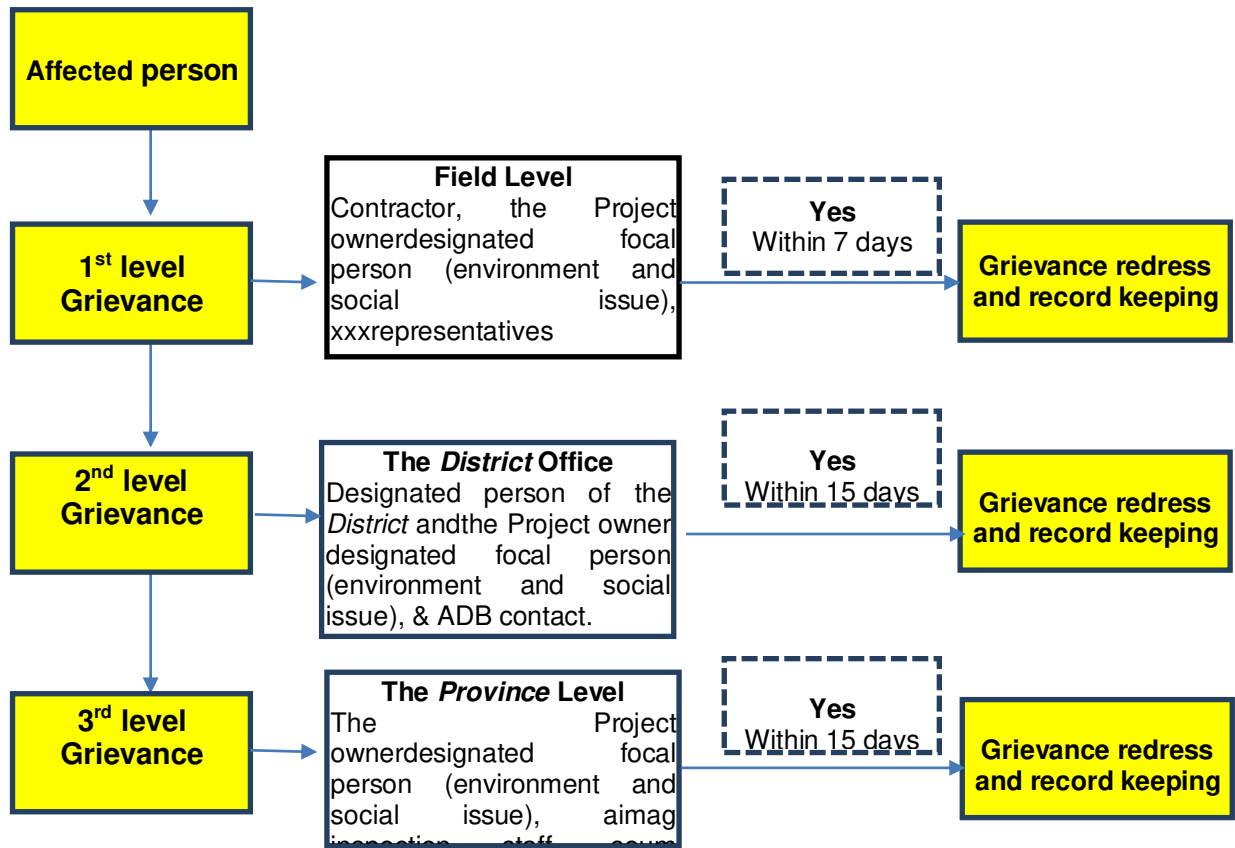 Affected person
1st level
Grievance
Field Level
Contractor, the Project
ownerdesignated focal
person (environment and
social issue),
xxxrepresentatives
Yes
Within 7 days
Grievance redress
and record keeping
2nd level
Grievance
The District Office
Designated person of the
District andthe Project owner
designated focal person
(environment and social
issue), & ADB contact.
Yes
Within 15 days
Grievance redress
and record keeping
3rd level
Grievance
The Province Level
The Project
ownerdesignated focal
person (environment and
social issue), aimag
inspection staff, soum
Yes
Within 15 days
Grievance redress
and record keeping